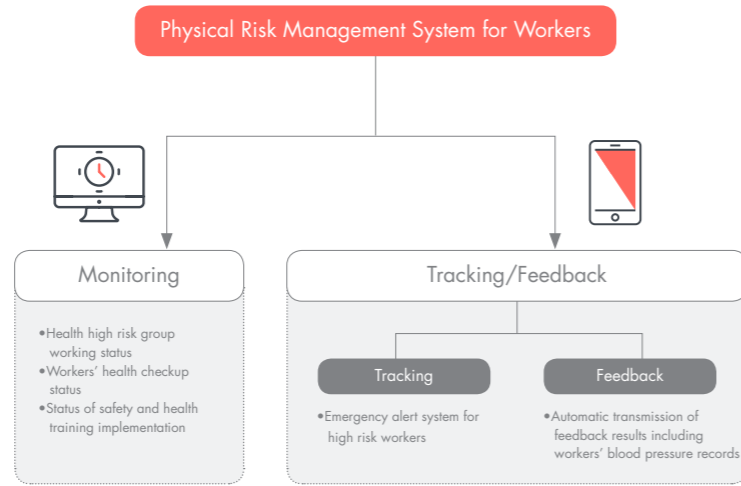 Physical Risk Management System for Workers
Monitoring
•Health high risk group
working status
•Workers' health checkup
status
•Status of safety and health
training implementation
Tracking/Feedback
Tracking
•Emergency alert system for
high risk workers
Feedback
•Automatic transmission of
feedback results including
workers' blood pressure records